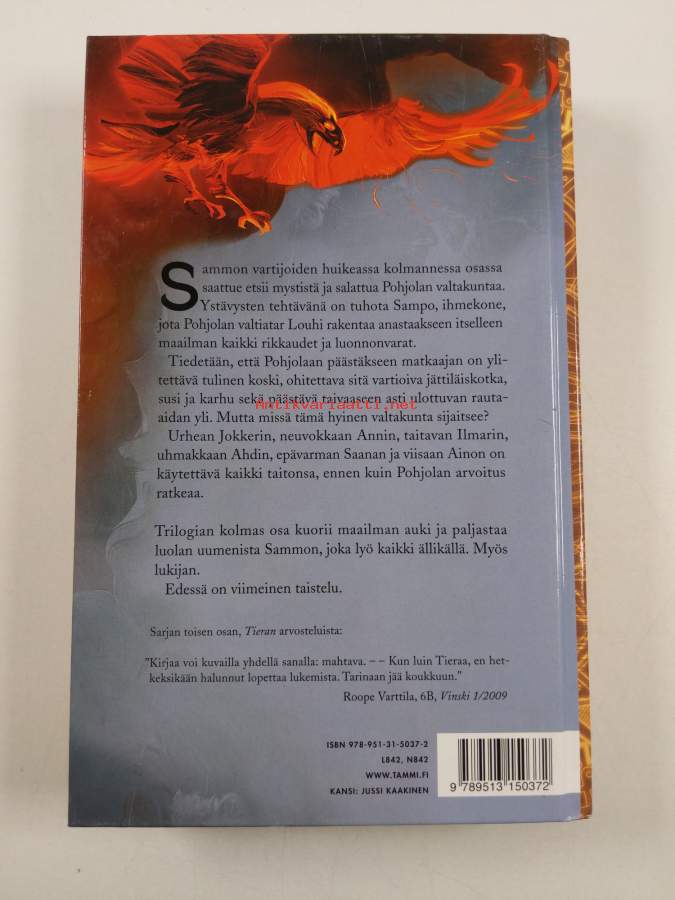 Sammon vartijoiden huikeassa kolmannessa osassa
saattue etsii mystistä ja salattua Pohjolan valtakuntaa.
Ystävysten tehtävänä on tuhota Sampo, ihmekone,
jota Pohjolan valtiatar Louhi rakentaa anastaakseen itselleen
maailman kaikki rikkaudet ja luonnonvarat.
Tiedetään, että Pohjolaan päästäkseen matkaajan on yli-
tettävä tulinen koski, ohitettava sitä vartioiva jättiläiskotka,
susi ja karhu sekä päästävä taivaaseen asti ulottuvan rauta-
Antikvariaatti.net
aidan yli. Mutta missä tämä hyinen valtakunta sijaitsee?
Urhean Jokkerin, neuvokkaan Annin, taitavan Ilmarin,
uhmakkaan Ahdin, epävarman Saanan ja viisaan Ainon on
käytettävä kaikki taitonsa, ennen kuin Pohjolan arvoitus
ratkeaa.
Trilogian kolmas osa kuorii maailman auki ja paljastaa
luolan uumenista Sammon, joka lyö kaikki ällikällä. Myös
lukijan.
Edessä on viimeinen taistelu.
Sarjan toisen osan, Tieran arvosteluista:
”Kirjaa voi kuvailla yhdellä sanalla: mahtava. – – Kun luin Tieraa, en het-
keksikään halunnut lopettaa lukemista. Tarinaan jää koukkuun.”
Roope Varttila, 6B, Vinski 1/2009
ISBN 978-951-31-5037-2
L842, N842
WWW.TAMMI.FI
KANSI: JUSSI KAAKINEN
9 789513 150372